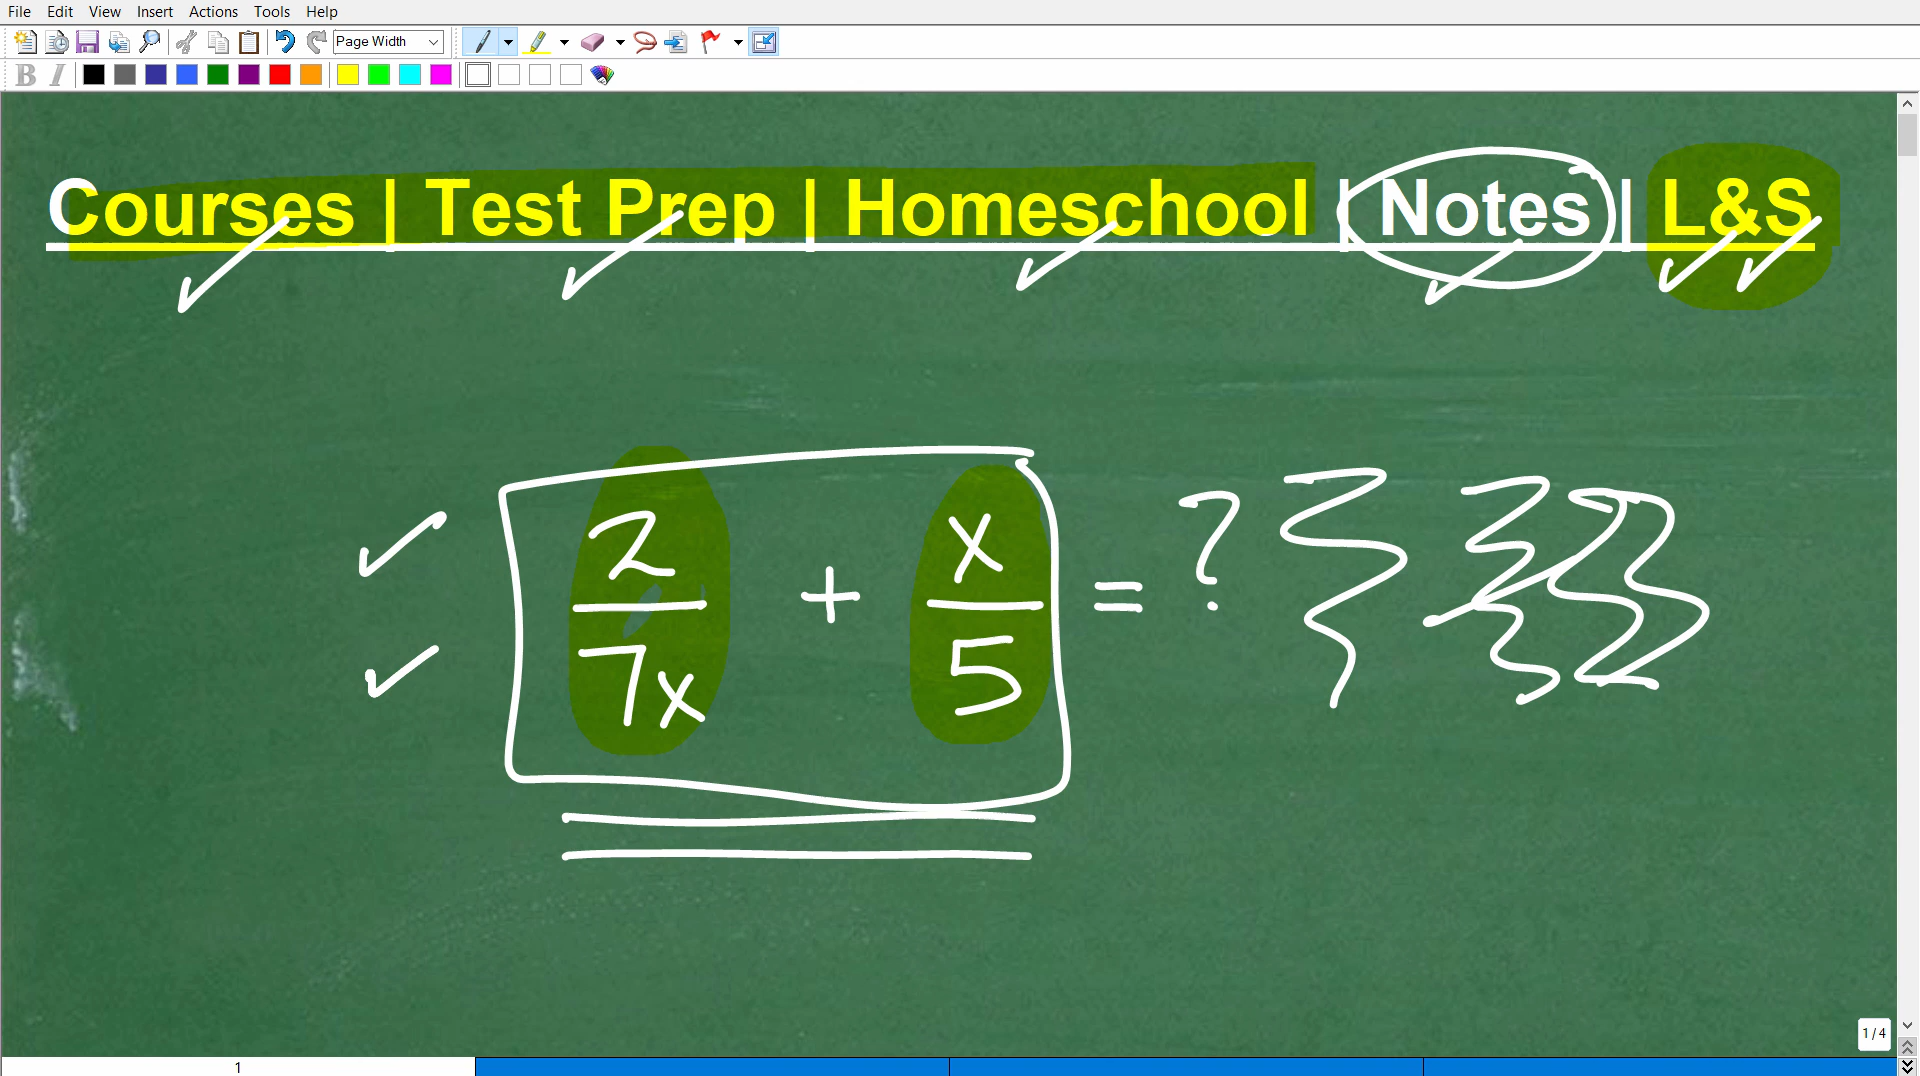 File Edit View Insert Actions Tools Help
Page Width
B I
Courses | Test Prep | Homeschool | Notes | L&S
2 x
+ = ?
7x 5
1 / 4
1